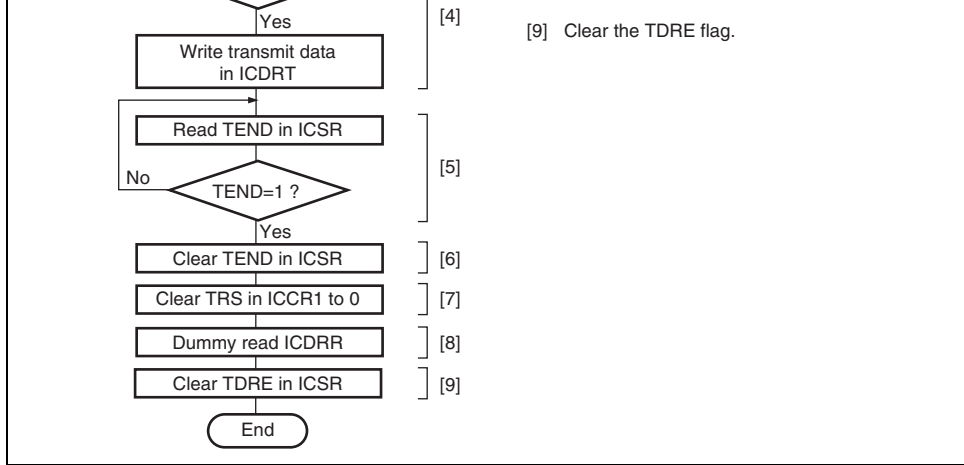 Yes
[4]
[9] Clear the TDRE flag.
Write transmit data
in ICDRT
Read TEND in ICSR
[5]
No
TEND=1 ?
Yes
Clear TEND in ICSR
[6]
Clear TRS in ICCR1 to 0
[7]
Dummy read ICDRR
[8]
Clear TDRE in ICSR
[9]
End